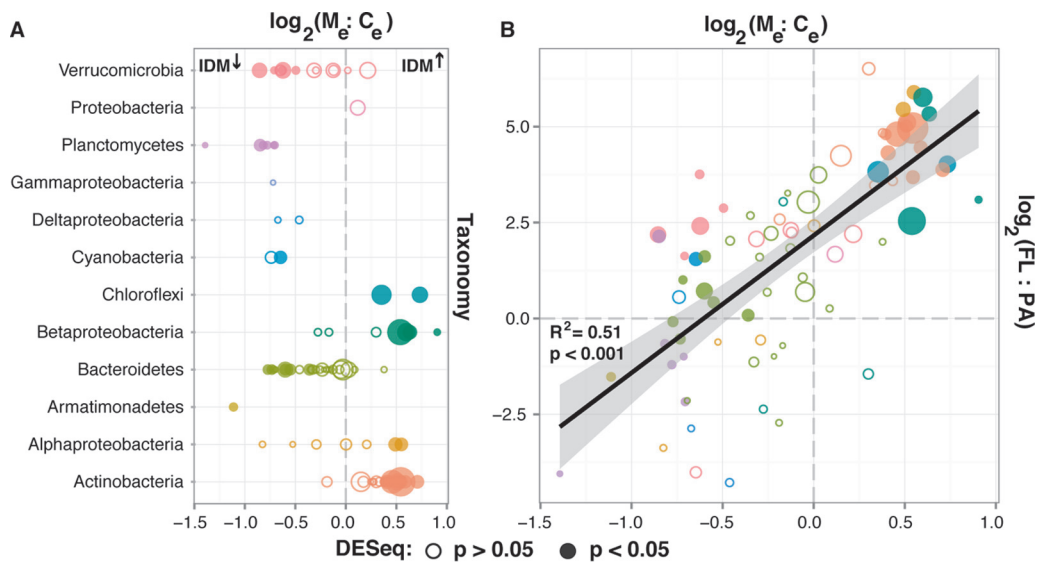 A
log2(Me: Ce)
IDM↓ IDM↑
Verrucomicrobia
Proteobacteria
Planctomycetes
Gammaproteobacteria
Deltaproteobacteria
Cyanobacteria
Chloroflexi
Betaproteobacteria
Bacteroidetes
Armatimonadetes
Alphaproteobacteria
Actinobacteria
Taxonomy
−1.5 −1.0 −0.5 0.0 0.5 1.0
B
log2(Me: Ce)
5.0
2.5
0.0
−2.5
R2= 0.51
p < 0.001
log2(FL : PA)
−1.5 −1.0 −0.5 0.0 0.5 1.0
DESeq: p > 0.05 p < 0.05